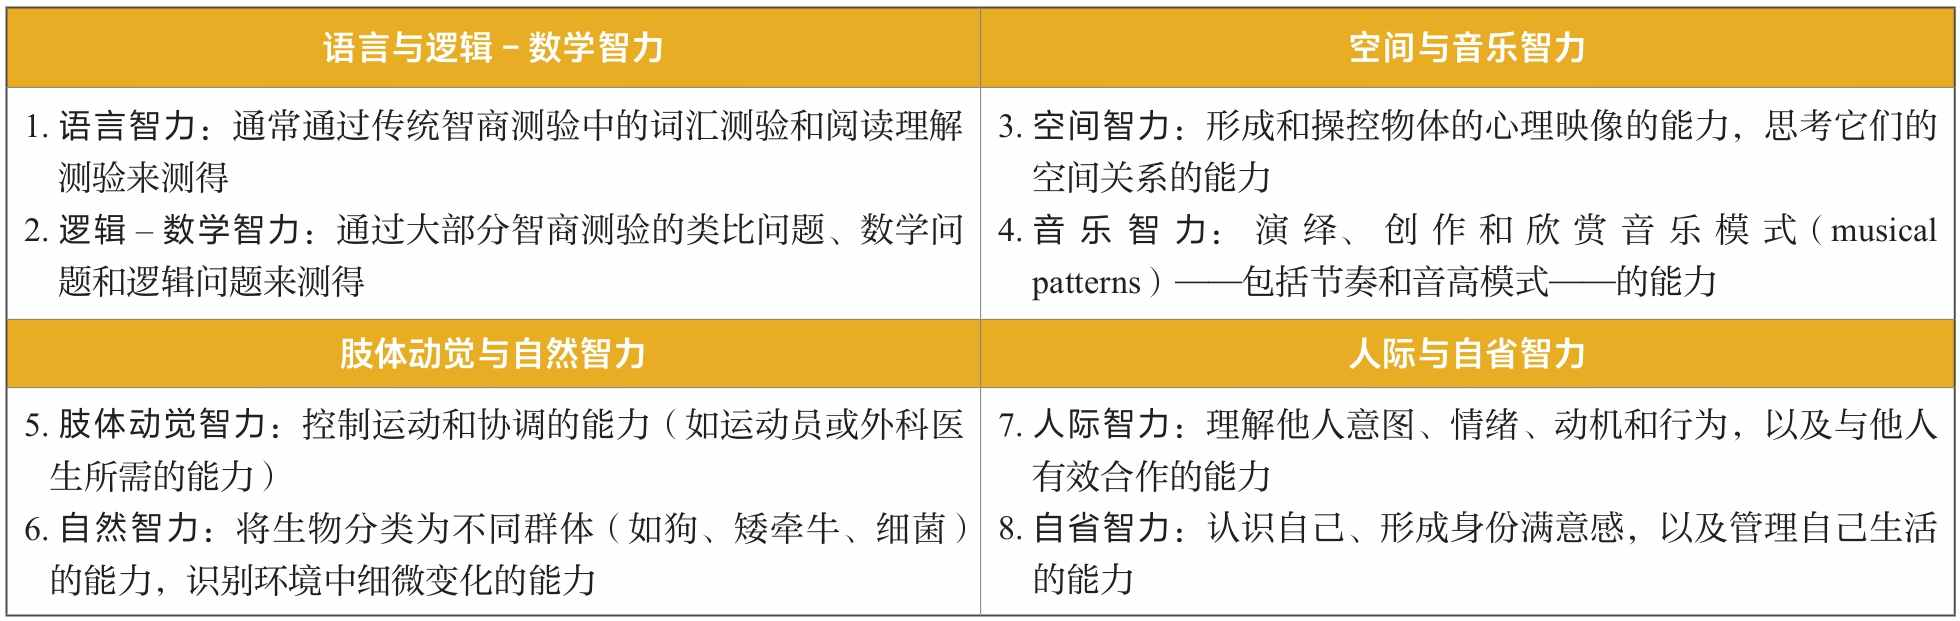 语言与逻辑－数学智力
空间与音乐智力
1. 语言智力：通常通过传统智商测验中的词汇测验和阅读理解
测验来测得
2. 逻辑－数学智力：通过大部分智商测验的类比问题、数学问
题和逻辑问题来测得
3. 空间智力：形成和操控物体的心理映像的能力，思考它们的
空间关系的能力
4. 音乐智力：演绎、创作和欣赏音乐模式（musical
patterns）——包括节奏和音高模式——的能力
肢体动觉与自然智力
人际与自省智力
5. 肢体动觉智力：控制运动和协调的能力（如运动员或外科医
生所需的能力）
6. 自然智力：将生物分类为不同群体（如狗、矮牵牛、细菌）
的能力，识别环境中细微变化的能力
7. 人际智力：理解他人意图、情绪、动机和行为，以及与他人
有效合作的能力
8. 自省智力：认识自己、形成身份满意感，以及管理自己生活
的能力